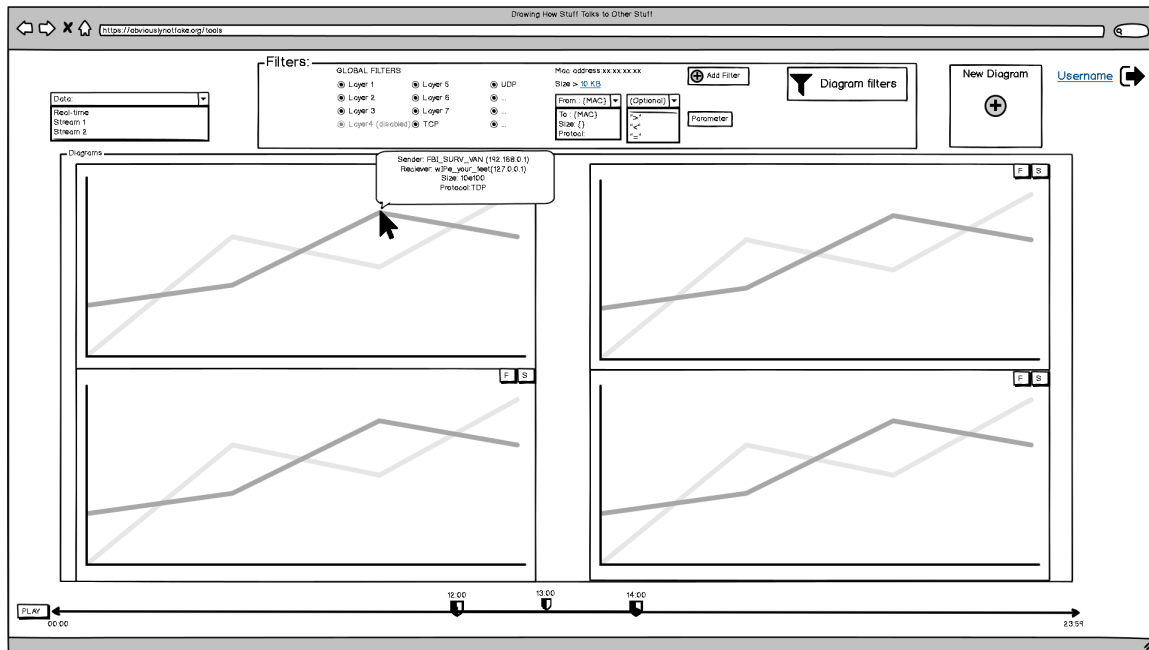 Drawing How Stuff Talks to Other Stuff
https://obviouslynotfake.org/tools
Filters:
GLOBAL FILTERS
Layer 1
Layer 2
Layer 3
Layer4 (disabled)
Layer 5
Layer 6
Layer 7
TCP
UDP
..
..
..
Mac address:xx:xx:xx:xx
Size > 10 KB
From : {MAC}
To : {MAC}
Size: {}
Protocl:
(Optional)
">"
"<"
"="
Add Filter
Parameter
Diagram filters
New Diagram
Username
Data:
Real-time
Stream 1
Stream 2
Diagrams
Sender: FBI_SURV_VAN (192.168.0.1)
Reciever: wIPe_your_feet(127.0.0.1)
Size: 10e100
Protocol: TDP
F S
F S
F S
12:00
13:00
14:00
PLAY
00:00
23:59